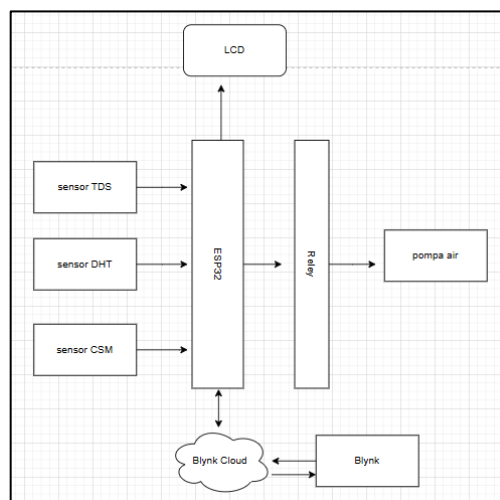 LCD
sensor TDS
sensor DHT
sensor CSM
ESP32
Reley
pompa air
Blynk Cloud
Blynk